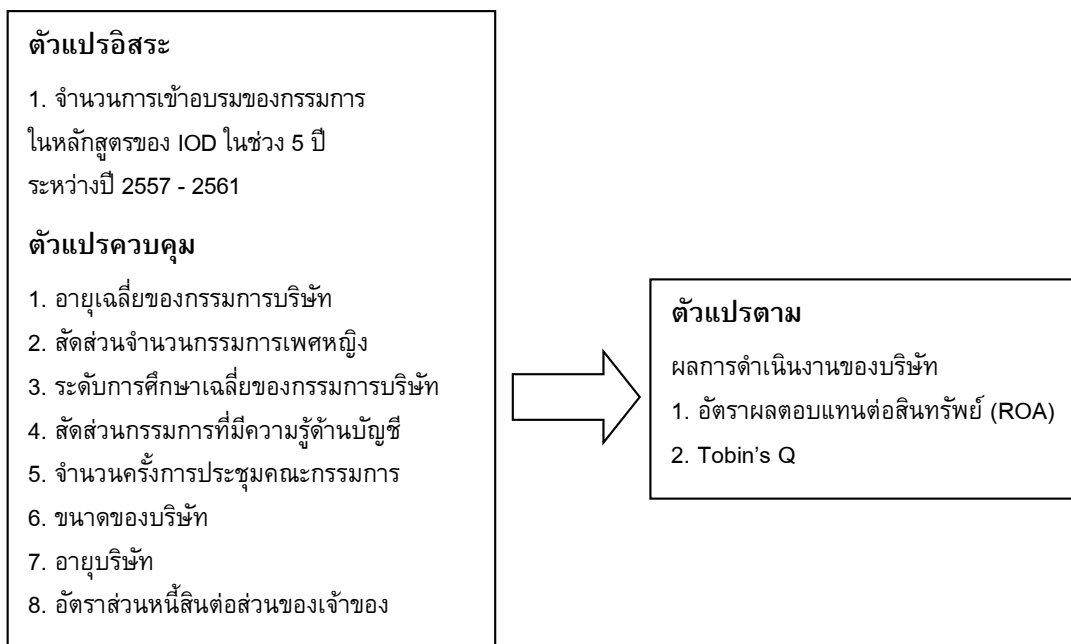 ตัวแปรอิสระ
1. จำนวนการเข้าอบรมของกรรมการ
ในหลักสูตรของ IOD ในช่วง 5 ปี
ระหว่างปี 2557 - 2561
ตัวแปรควบคุม
1. อายุเฉลี่ยของกรรมการบริษัท
2. สัดส่วนจำนวนกรรมการเพศหญิง
3. ระดับการศึกษาเฉลี่ยของกรรมการบริษัท
4. สัดส่วนกรรมการที่มีความรู้ด้านบัญชี
5. จำนวนครั้งการประชุมคณะกรรมการ
6. ขนาดของบริษัท
7. อายุบริษัท
8. อัตราส่วนหนี้สินต่อส่วนของเจ้าของ
ตัวแปรตาม
ผลการดำเนินงานของบริษัท
1. อัตราผลตอบแทนต่อสินทรัพย์ (ROA)
2. Tobin's Q